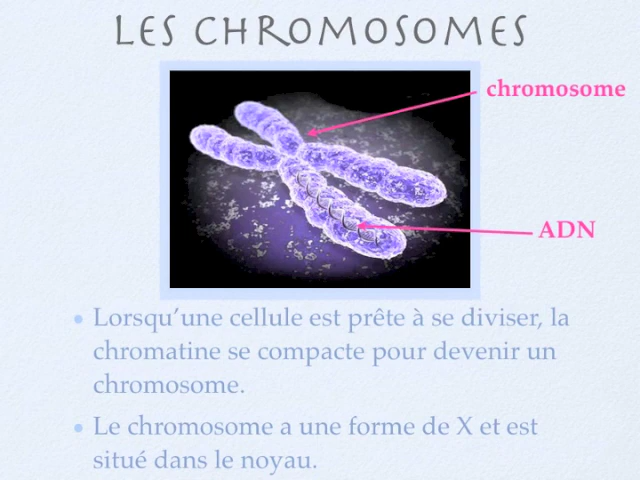 LES CHROMOSOMES
chromosome
ADN
• Lorsqu’une cellule est prête à se diviser, la
chromatine se compacte pour devenir un
chromosome.
• Le chromosome a une forme de X et est
situé dans le noyau.